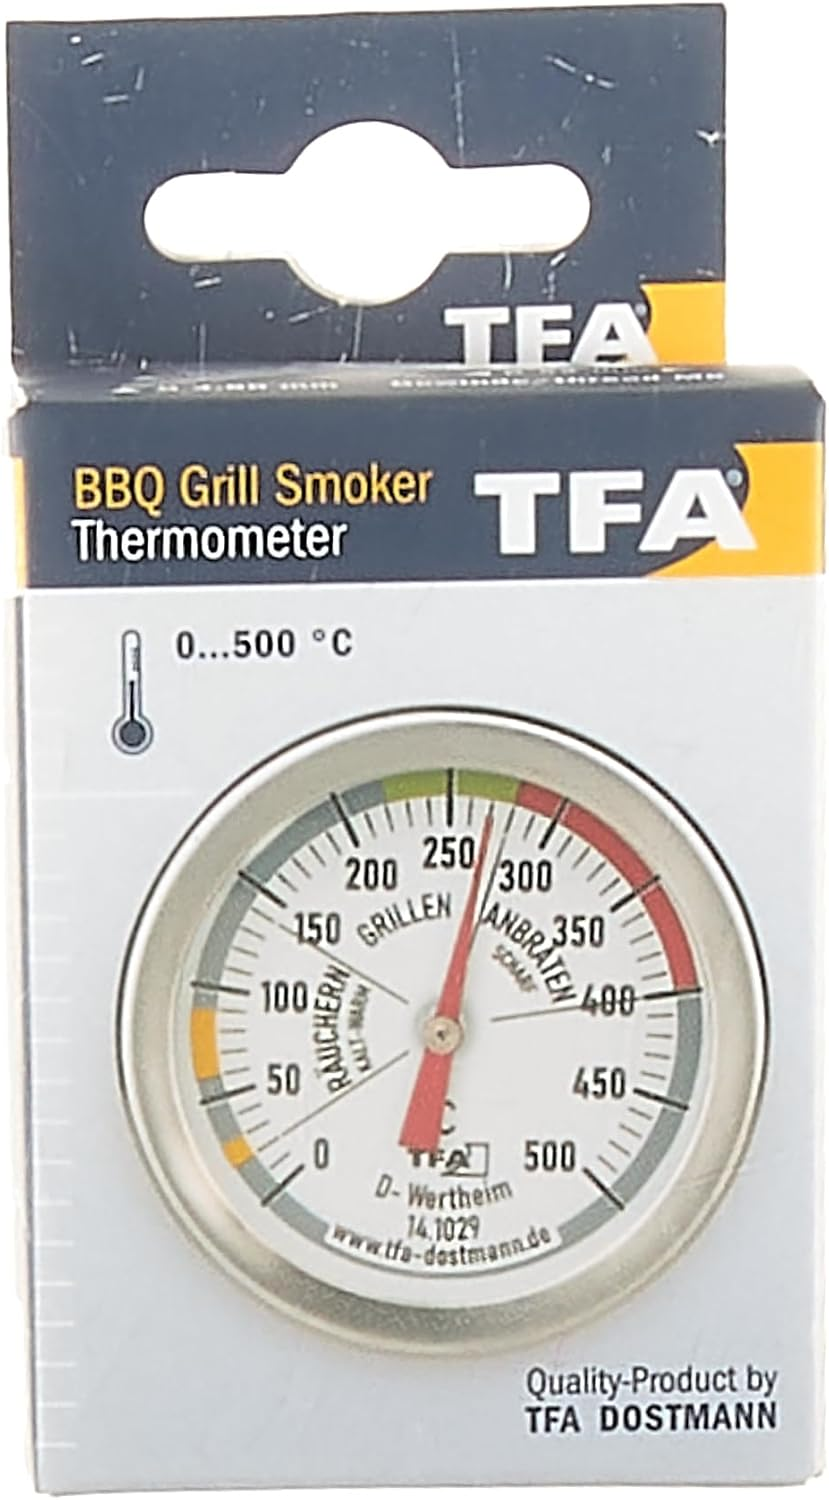 TFA
BBQ Grill Smoker
Thermometer
TFA®
0...500 °C
0
50
100
150
200
250
300
350
400
450
500
RÄUCHERN
KALT-WARM
GRILLEN
ANBRATEN
SCHARF
°C
TFA
D- Wertheim
14.1029
www.tfa-dostmann.de
Quality-Product by
TFA DOSTMANN